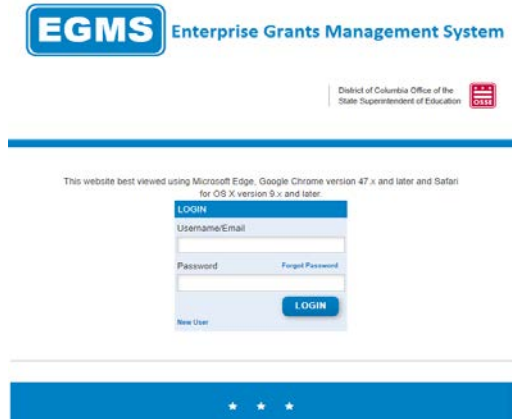 EGMS Enterprise Grants Management System
District of Columbia Office of the
State Superintendent of Education
OSSE
This website best viewed using Microsoft Edge, Google Chrome version 47.x and later and Safari
for OS X version 9.x and later.
LOGIN
Username/Email
Password Forgot Password
LOGIN
New User